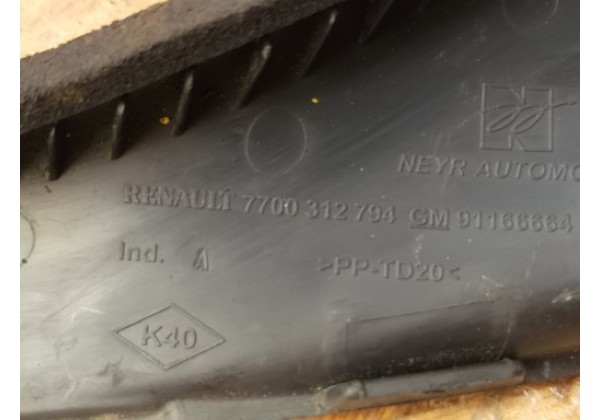 NEYR AUTOMO
RENAULT 7700 312 794 GM 91166664
Ind. A >PP-TD20<
K40